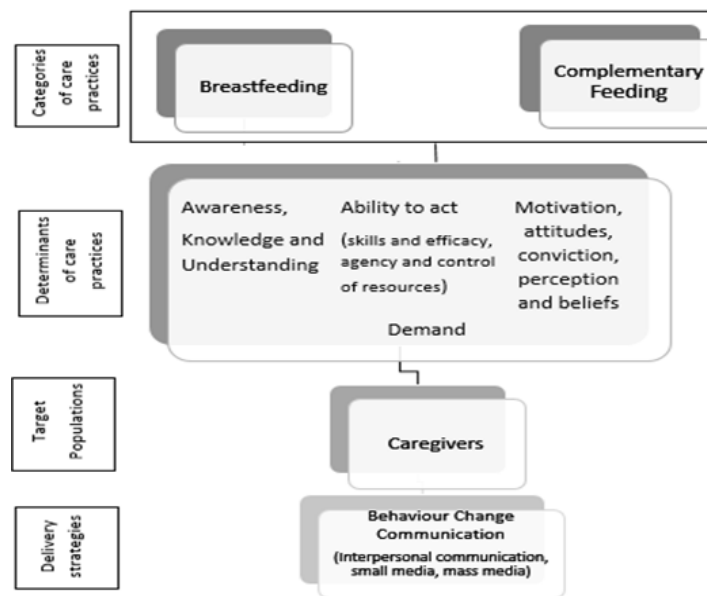 Categories
of care
practices
Breastfeeding
Complementary
Feeding
Determinants
of care
practices
Awareness,
Knowledge and
Understanding
Ability to act
(skills and efficacy,
agency and control
of resources)
Motivation,
attitudes,
conviction,
perception
and beliefs
Demand
Target
Populations
Caregivers
Delivery
strategies
Behaviour Change
Communication
(Interpersonal communication,
small media, mass media)